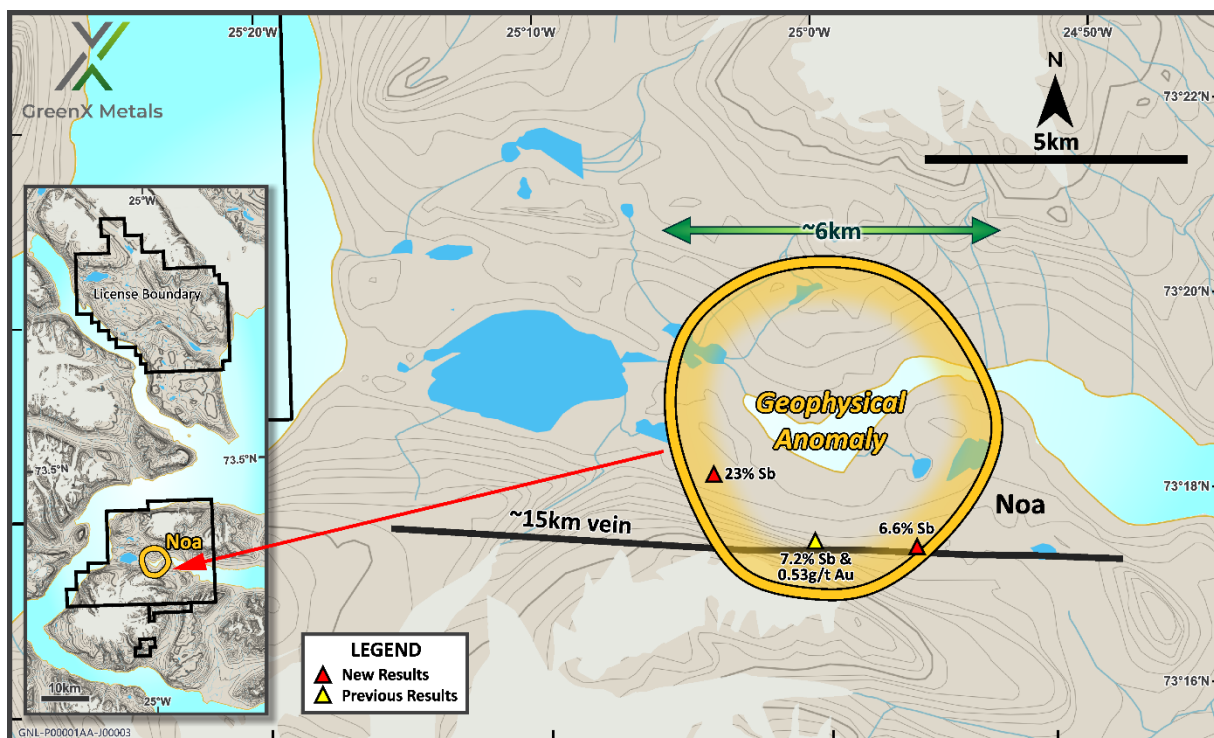 25°20'W
25°10'W
25°0'W
24°50'W
GreenX Metals
N
5km
73°22'N
~6km
73°20'N
25°W
License Boundary
73.5°N
73.5°N
Noa
10km
25°W
Geophysical
Anomaly
23% Sb
73°18'N
Noa
~15km vein
6.6% Sb
7.2% Sb &
0.53g/t Au
LEGEND
New Results
Previous Results
73°16'N
GNL-P00001AA-J00003